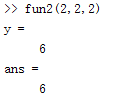 >> fun2(2,2,2)
y =
6
ans =
6